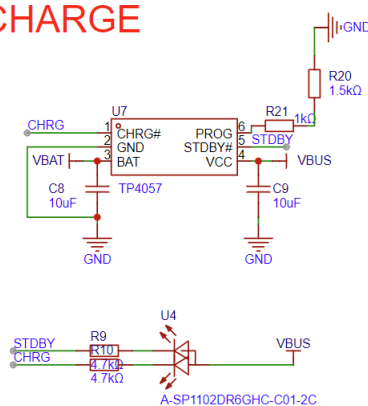 CHARGE
GND
R20
1.5kΩ
U7
R21
1kΩ
CHRG
1
CHRG#
PROG
6
2
GND
STDBY#
5
STDBY
VBAT
3
BAT
VCC
4
VBUS
C8
10uF
TP4057
C9
10uF
GND
GND
U4
STDBY
R9
VBUS
CHRG
R10
4.7kΩ
4.7kΩ
A-SP1102DR6GHC-C01-2C